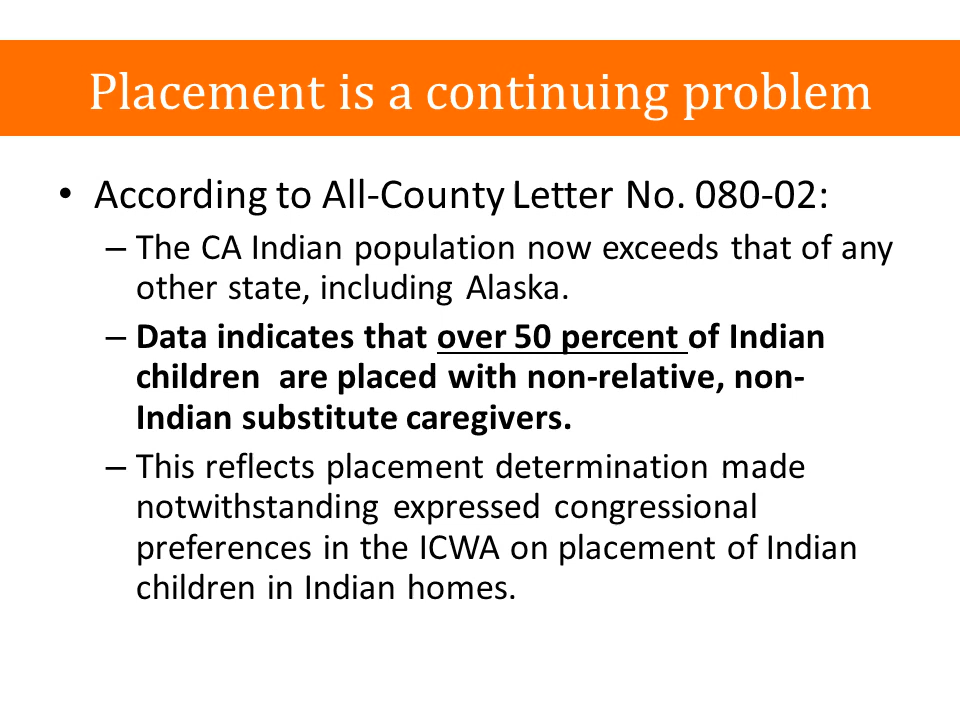 Placement is a continuing problem
• According to All-County Letter No. 080-02:
– The CA Indian population now exceeds that of any
other state, including Alaska.
– Data indicates that over 50 percent of Indian
children  are placed with non-relative, non-
Indian substitute caregivers.
– This reflects placement determination made
notwithstanding expressed congressional
preferences in the ICWA on placement of Indian
children in Indian homes.